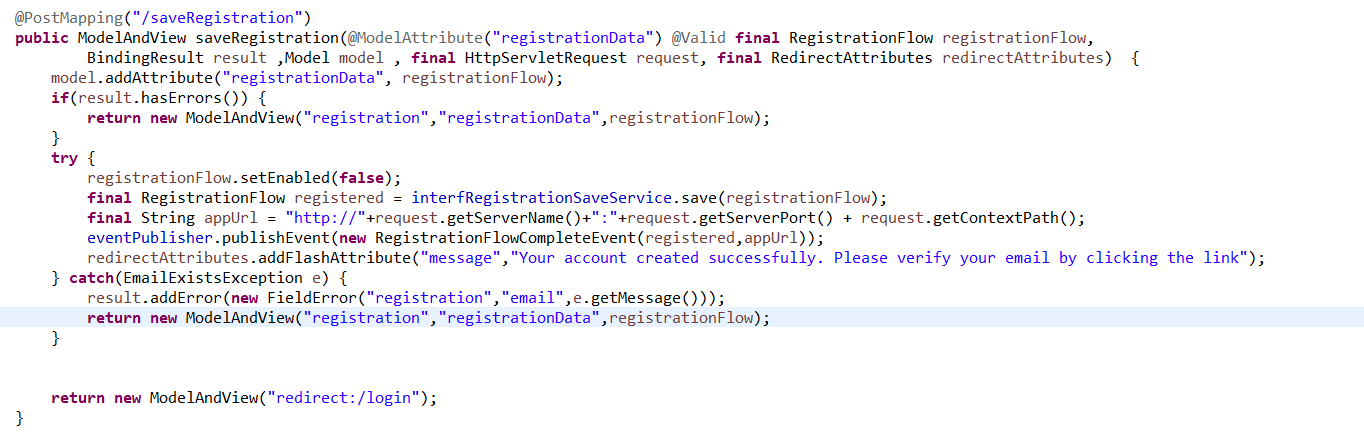 @PostMapping("/saveRegistration")
public ModelAndView saveRegistration(@ModelAttribute("registrationData") @Valid final RegistrationFlow registrationFlow,
        BindingResult result ,Model model , final HttpServletRequest request, final RedirectAttributes redirectAttributes)  {
    model.addAttribute("registrationData", registrationFlow);
    if(result.hasErrors()) {
        return new ModelAndView("registration","registrationData",registrationFlow);
    }
    try {
        registrationFlow.setEnabled(false);
        final RegistrationFlow registered = interfRegistrationSaveService.save(registrationFlow);
        final String appUrl = "http://"+request.getServerName()+":"+request.getServerPort() + request.getContextPath();
        eventPublisher.publishEvent(new RegistrationFlowCompleteEvent(registered,appUrl));
        redirectAttributes.addFlashAttribute("message","Your account created successfully. Please verify your email by clicking the link");
    } catch(EmailExistsException e) {
        result.addError(new FieldError("registration","email",e.getMessage()));
        return new ModelAndView("registration","registrationData",registrationFlow);
    }
    return new ModelAndView("redirect:/login");
}